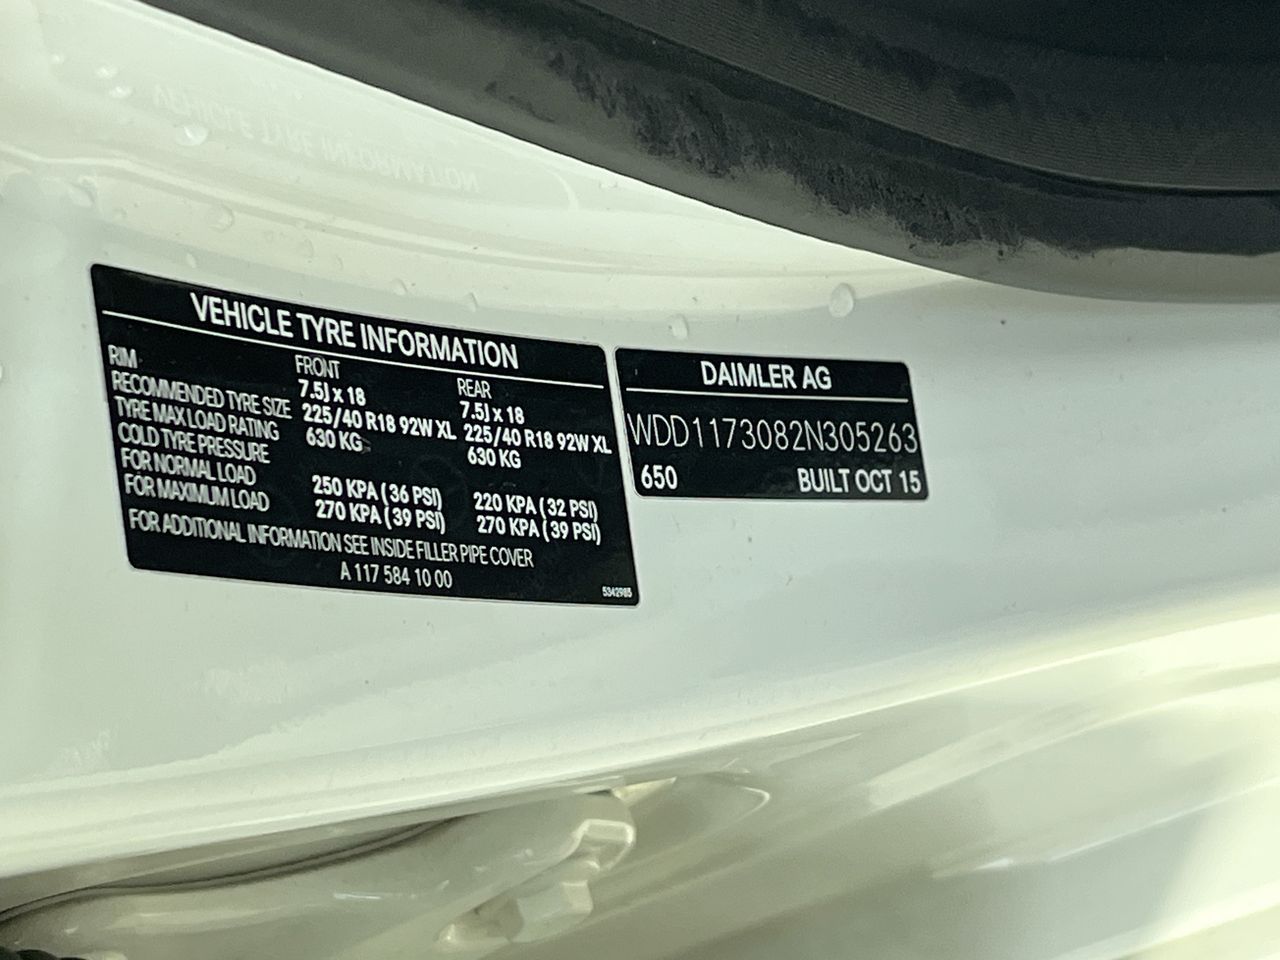 VEHICLE TYRE INFORMATION
FRONT REAR
RIM 7.5J x 18 7.5J x 18
RECOMMENDED TYRE SIZE 225/40 R18 92W XL 225/40 R18 92W XL
TYRE MAX LOAD RATING 630 KG 630 KG
COLD TYRE PRESSURE
FOR NORMAL LOAD 250 KPA (36 PSI) 220 KPA (32 PSI)
FOR MAXIMUM LOAD 270 KPA (39 PSI) 270 KPA (39 PSI)
FOR ADDITIONAL INFORMATION SEE INSIDE FILLER PIPE COVER
A 117 584 10 00
5342985
DAIMLER AG
WDD1173082N305263
650 BUILT OCT 15